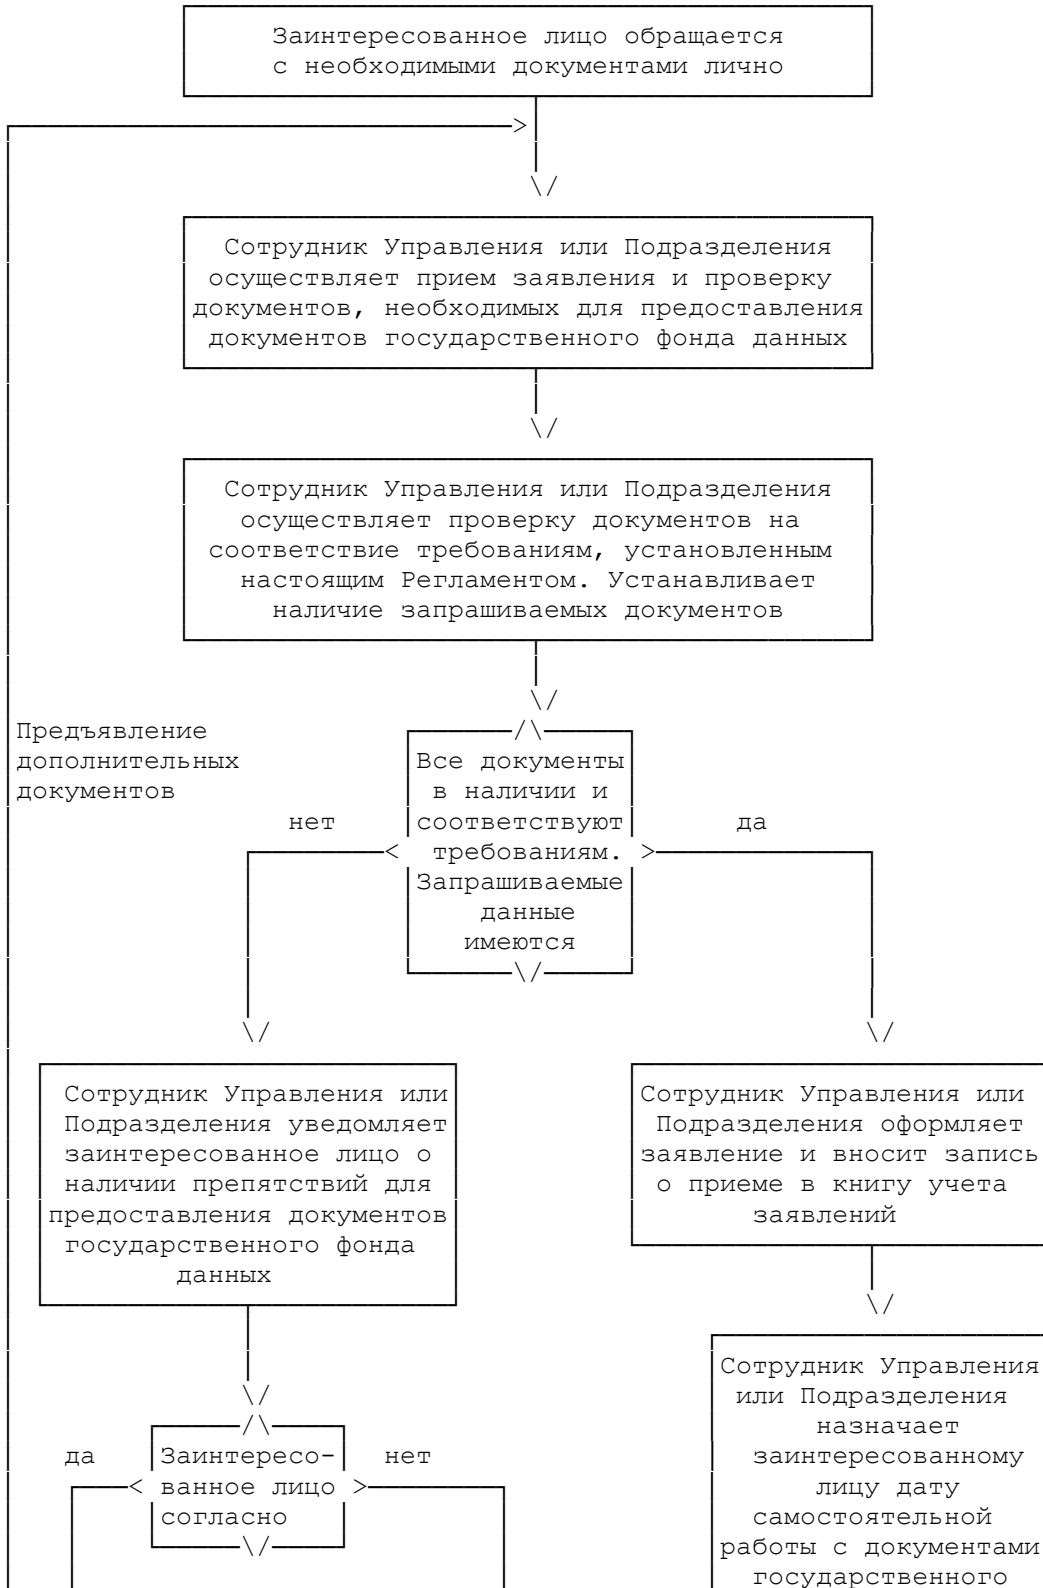 Заинтересованное лицо обращается
с необходимыми документами лично
Сотрудник Управления или Подразделения
осуществляет прием заявления и проверку
документов, необходимых для предоставления
документов государственного фонда данных
Сотрудник Управления или Подразделения
осуществляет проверку документов на
соответствие требованиям, установленным
настоящим Регламентом. Устанавливает
наличие запрашиваемых документов
Предъявление
дополнительных
документов
Все документы
в наличии и
соответствуют
требованиям.
Запрашиваемые
данные
имеются
нет
да
Сотрудник Управления или
Подразделения уведомляет
заинтересованное лицо о
наличии препятствий для
предоставления документов
государственного фонда
данных
Сотрудник Управления или
Подразделения оформляет
заявление и вносит запись
о приеме в книгу учета
заявлений
Заинтересо-
ванное лицо
согласно
да
нет
Сотрудник Управления
или Подразделения
назначает
заинтересованному
лицу дату
самостоятельной
работы с документами
государственного